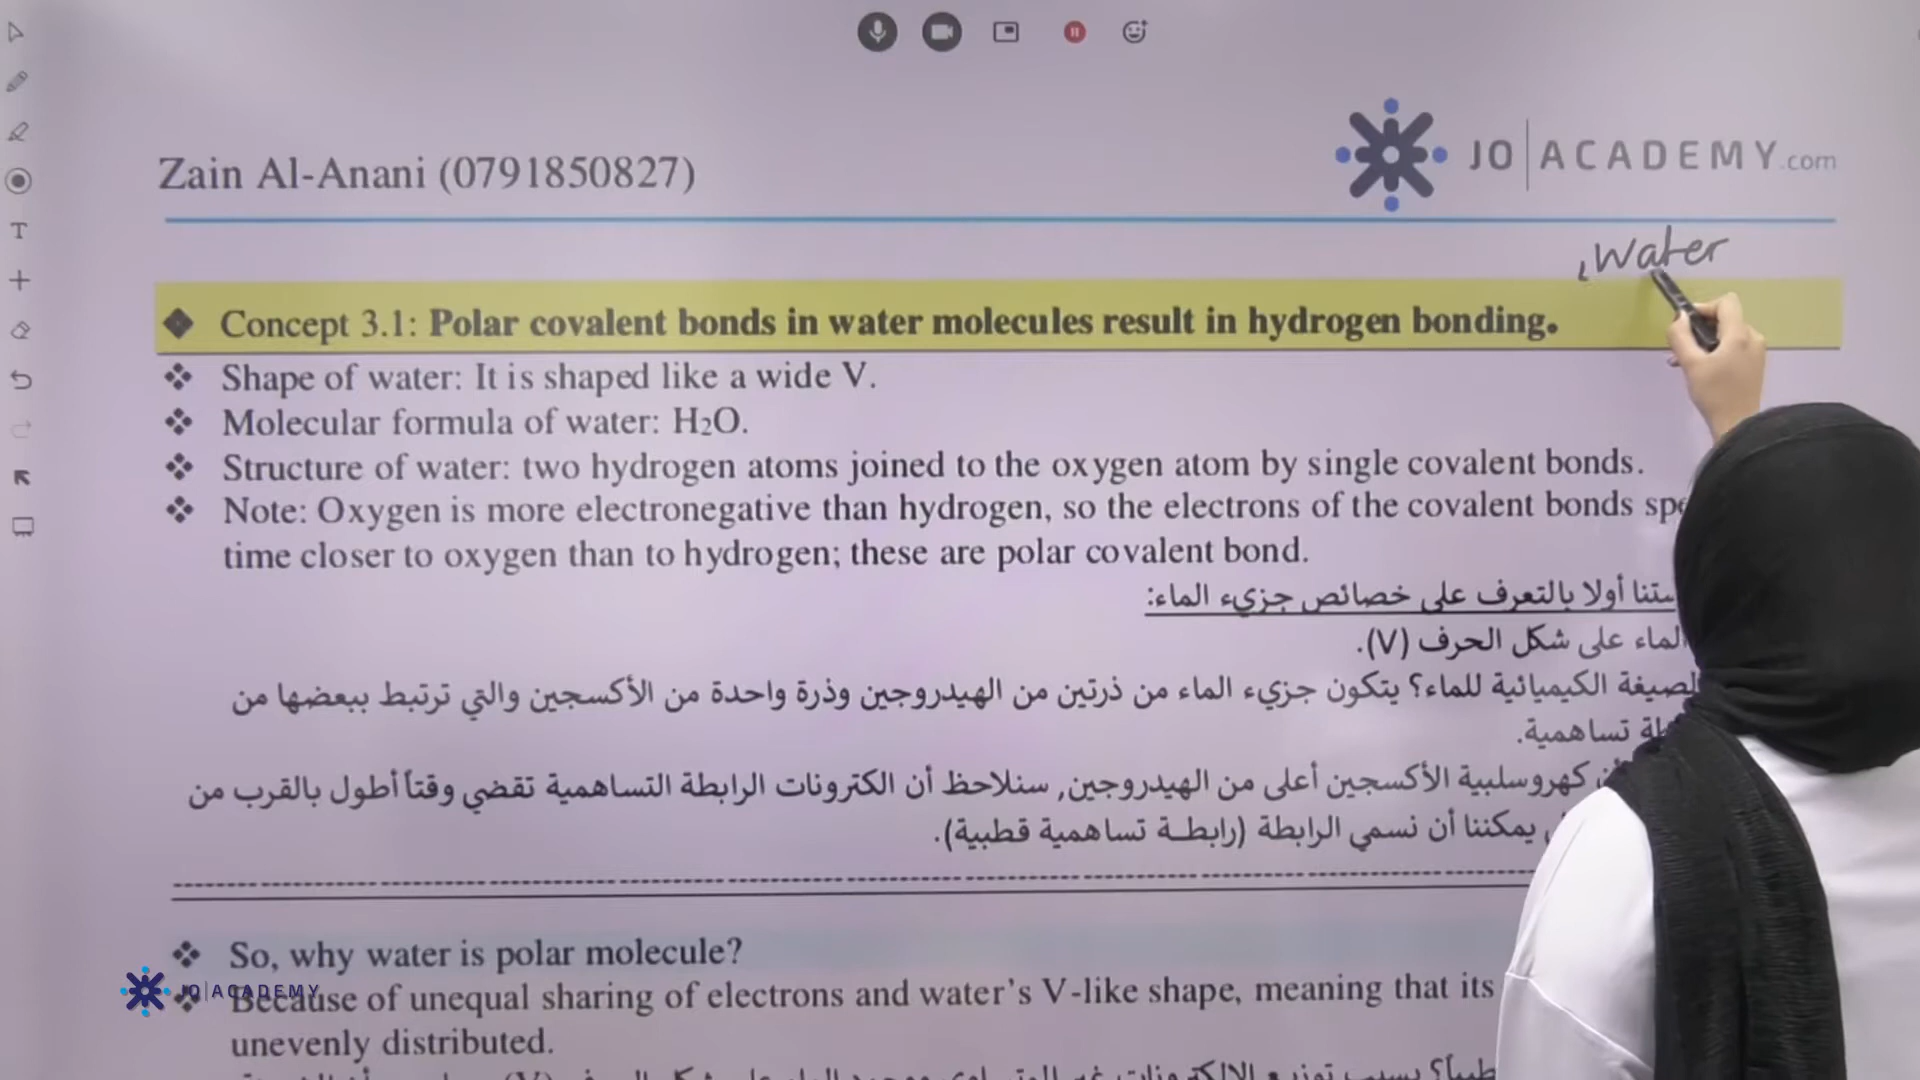 JO ACADEMY.com
Zain Al-Anani (0791850827)
Water
Concept 3.1: Polar covalent bonds in water molecules result in hydrogen bonding.
Shape of water: It is shaped like a wide V.
Molecular formula of water: H₂O.
Structure of water: two hydrogen atoms joined to the oxygen atom by single covalent bonds.
Note: Oxygen is more electronegative than hydrogen, so the electrons of the covalent bonds
time closer to oxygen than to hydrogen; these are polar covalent bond.
أولا بالتعرف على خصائص جزيء الماء:
الماء على شكل الحرف (V).
الصيغة الكيميائية للماء؟ يتكون جزيء الماء من ذرتين من الهيدروجين وذرة واحدة من الأكسجين والتي ترتبط ببعضها من
تساهمية.
كهروسلبية الأكسجين أعلى من الهيدروجين, سنلاحظ أن الكترونات الرابطة التساهمية تقضي وقتاً أطول بالقرب من
يمكننا أن نسمي الرابطة (رابطـة تساهمية قطبية).
So, why water is polar molecule?
Because of unequal sharing of electrons and water's V-like shape, meaning that its
unevenly distributed.
JO ACADEMY